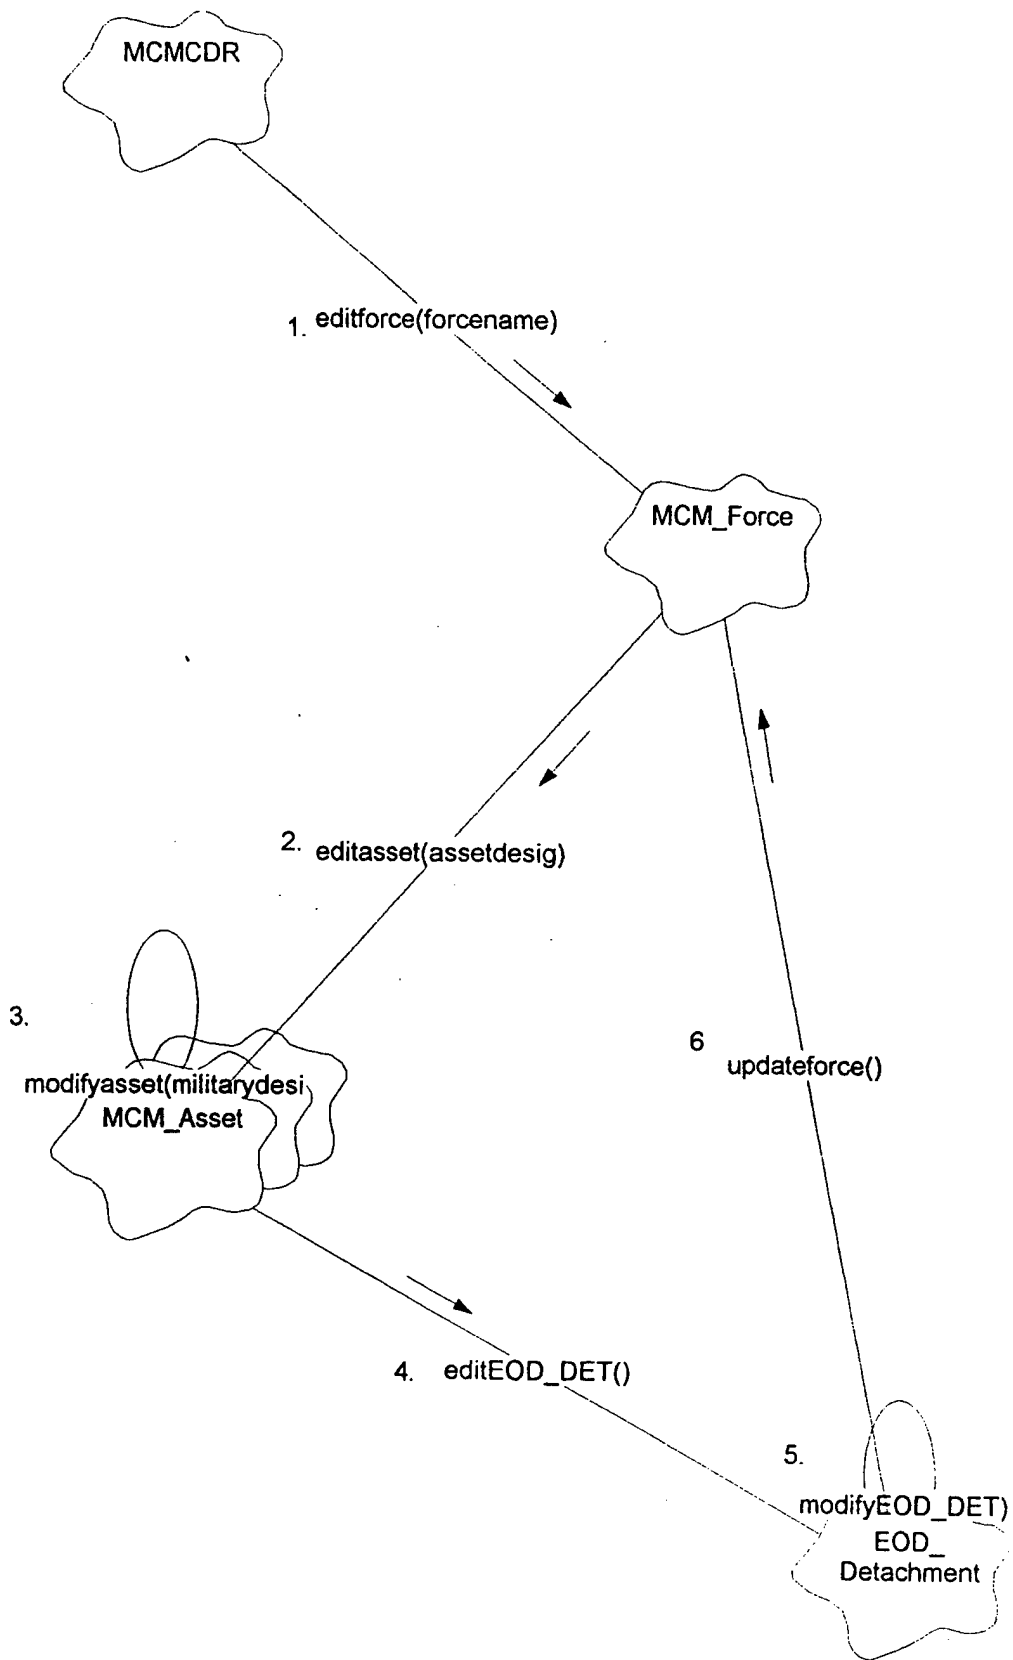 MCMCDR
1. editforce(forcename)
MCM_Force
2. editasset(assetdesig)
3.
modifyasset(militarydesi
MCM_Asset
6
updateforce()
4. editEOD_DET()
5.
modifyEOD_DET)
EOD_
Detachment